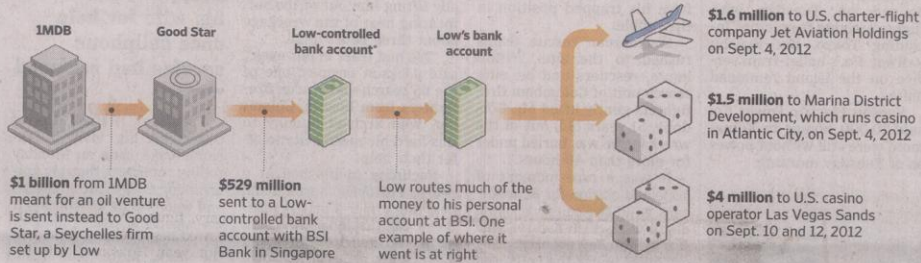 1MDB
Good Star
Low-controlled
bank account*
Low's bank
account
$1 billion from 1MDB
meant for an oil venture
is sent instead to Good
Star, a Seychelles firm
set up by Low
$529 million
sent to a Low-
controlled bank
account with BSI
Bank in Singapore
Low routes much of the
money to his personal
account at BSI. One
example of where it
went is at right
$1.6 million to U.S. charter-flight
company Jet Aviation Holdings
on Sept. 4, 2012
$1.5 million to Marina District
Development, which runs casino
in Atlantic City, on Sept. 4, 2012
$4 million to U.S. casino
operator Las Vegas Sands
on Sept. 10 and 12, 2012